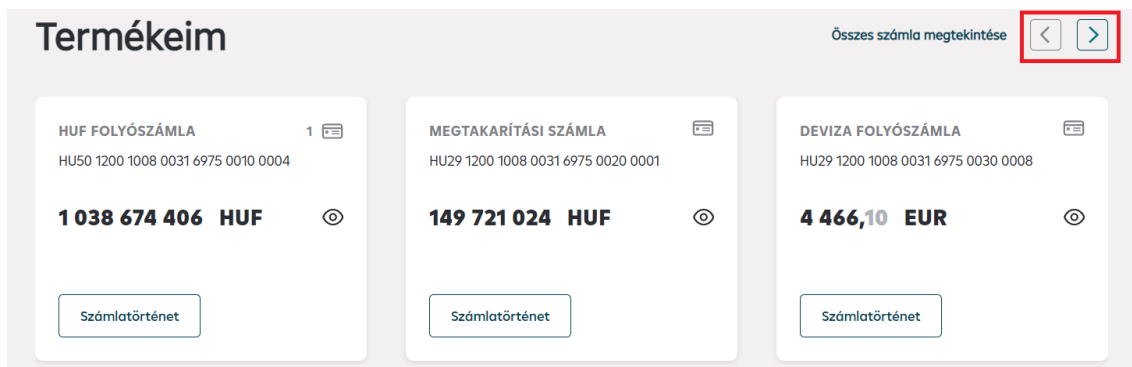 Termékeim
Összes számla megtekintése
HUF FOLYÓSZÁMLA 1
HU50 1200 1008 0031 6975 0010 0004
1 038 674 406 HUF
Számlatörténet
MEGTAKARÍTÁSI SZÁMLA
HU29 1200 1008 0031 6975 0020 0001
149 721 024 HUF
Számlatörténet
DEVIZA FOLYÓSZÁMLA
HU29 1200 1008 0031 6975 0030 0008
4 466,10 EUR
Számlatörténet